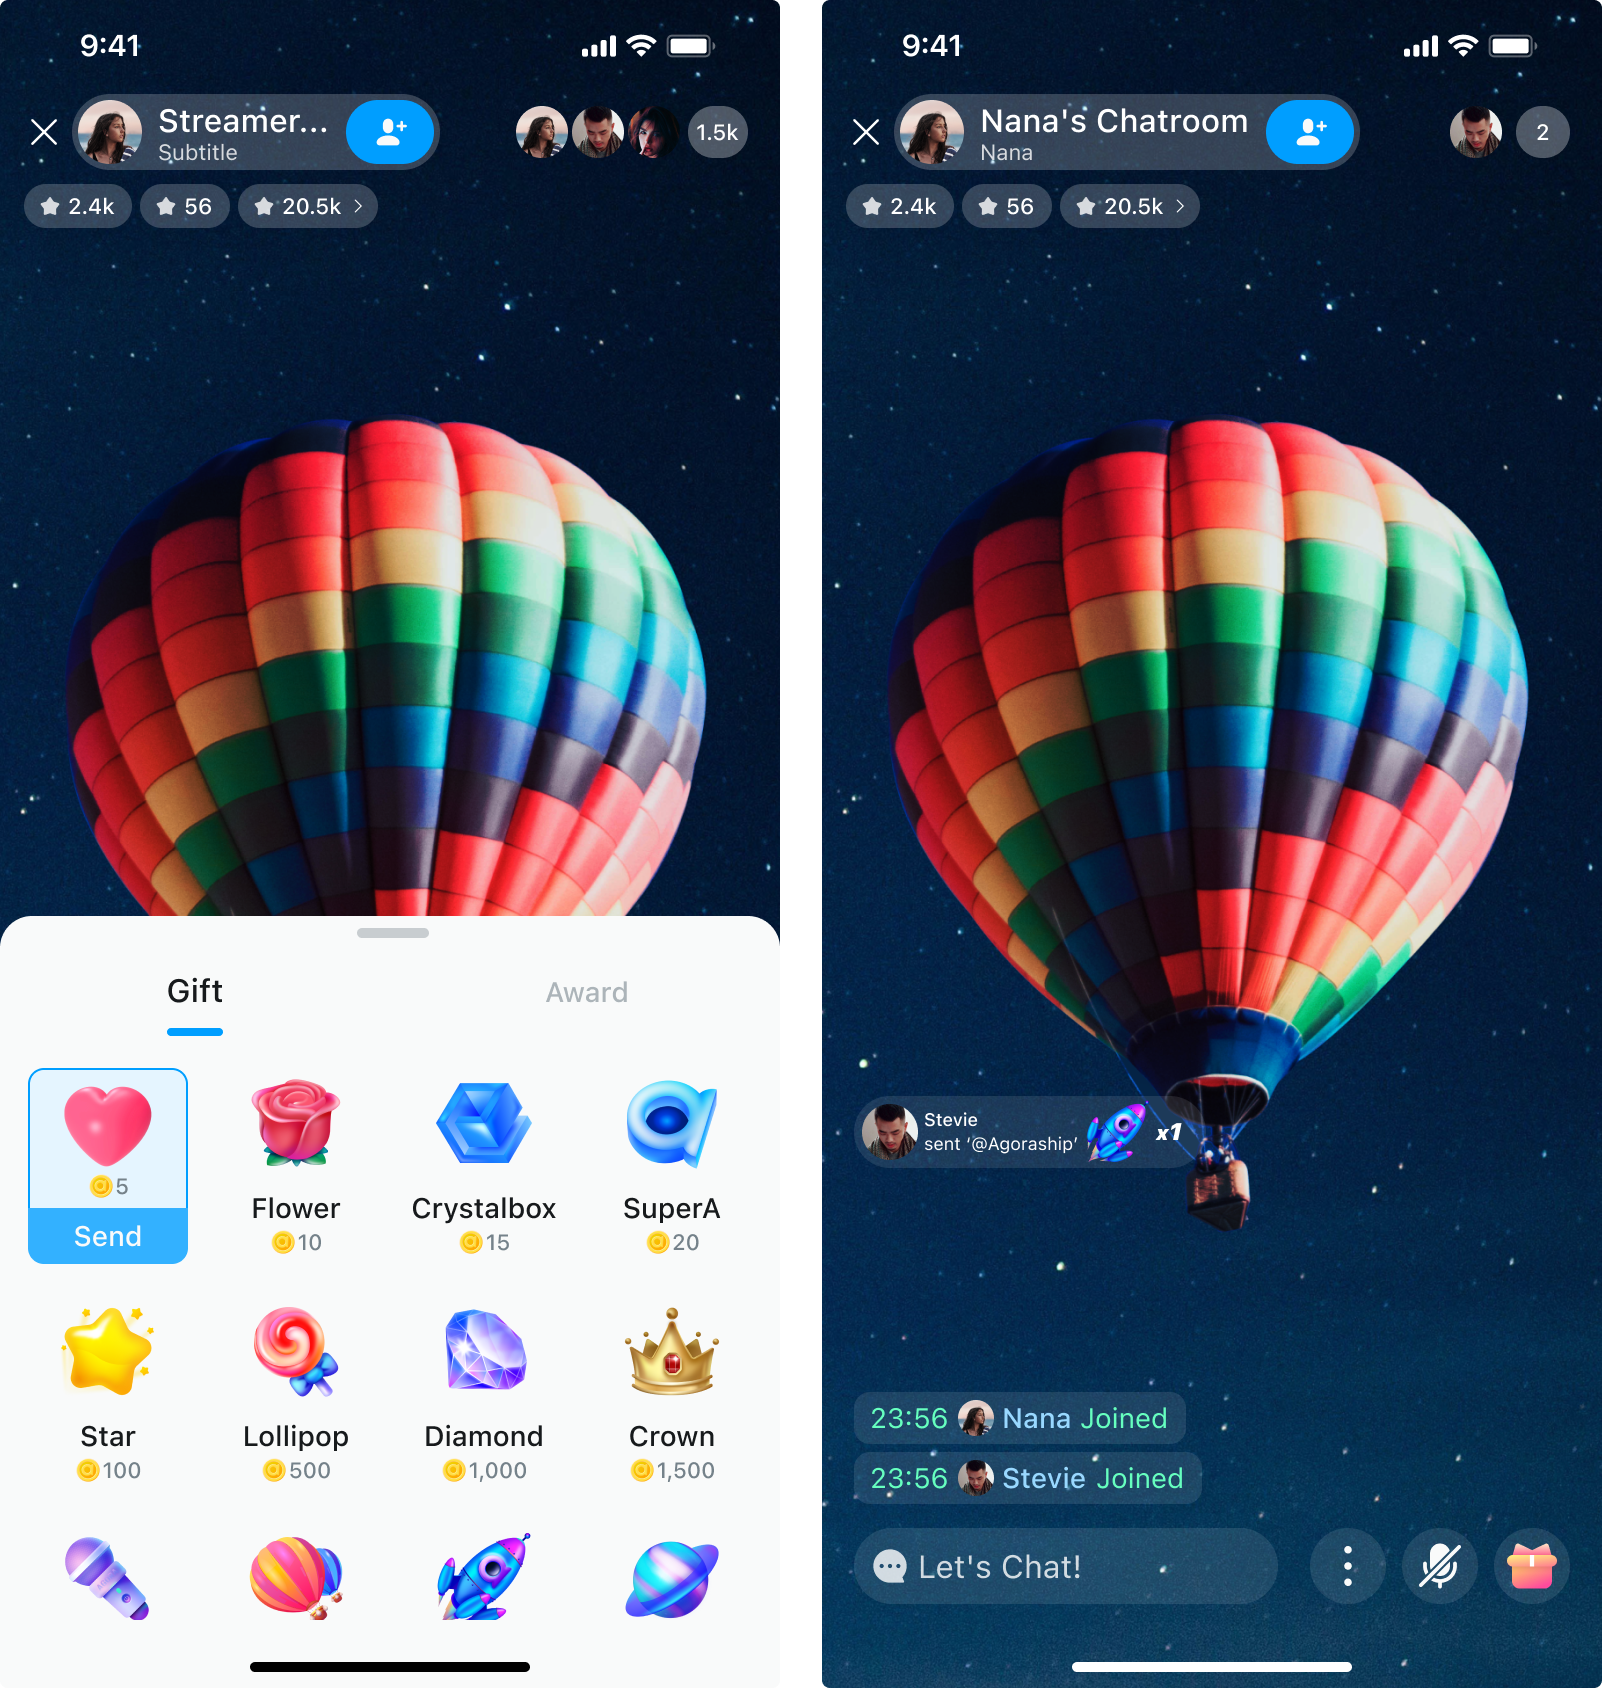 9:41
Streamer...
Subtitle
1.5k
2.4k
56
20.5k
Gift
Award
5
Send
Flower
10
Crystalbox
15
SuperA
20
Star
100
Lollipop
500
Diamond
1,000
Crown
1,500
9:41
Nana's Chatroom
Nana
2
2.4k
56
20.5k
Stevie
sent ‘@Agoraship’
x1
23:56 Nana Joined
23:56 Stevie Joined
Let's Chat!